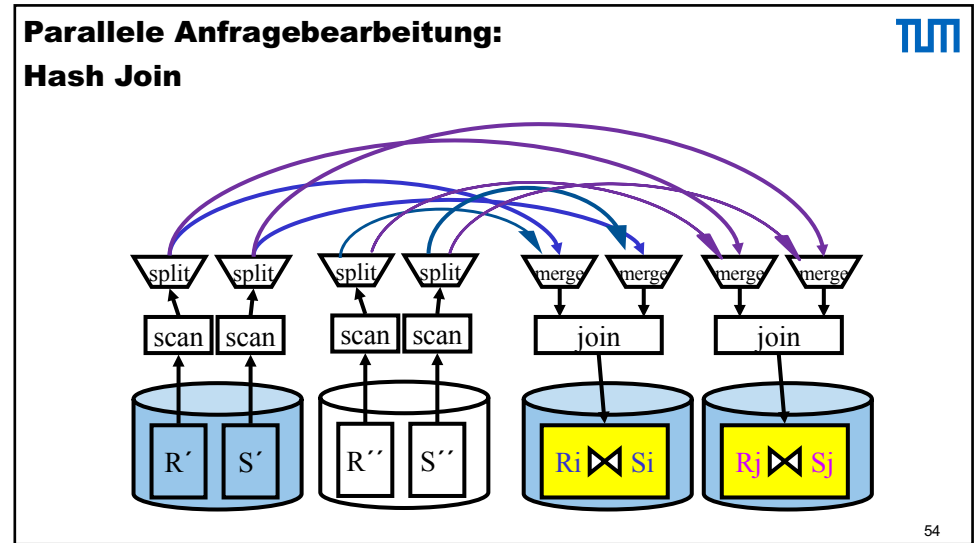 Parallele Anfragebearbeitung:
Hash Join
TUM
split split split split merge merge merge merge
scan scan scan scan join join
R´ S´ R´´ S´´ Ri ⋈ Si Rj ⋈ Sj
54